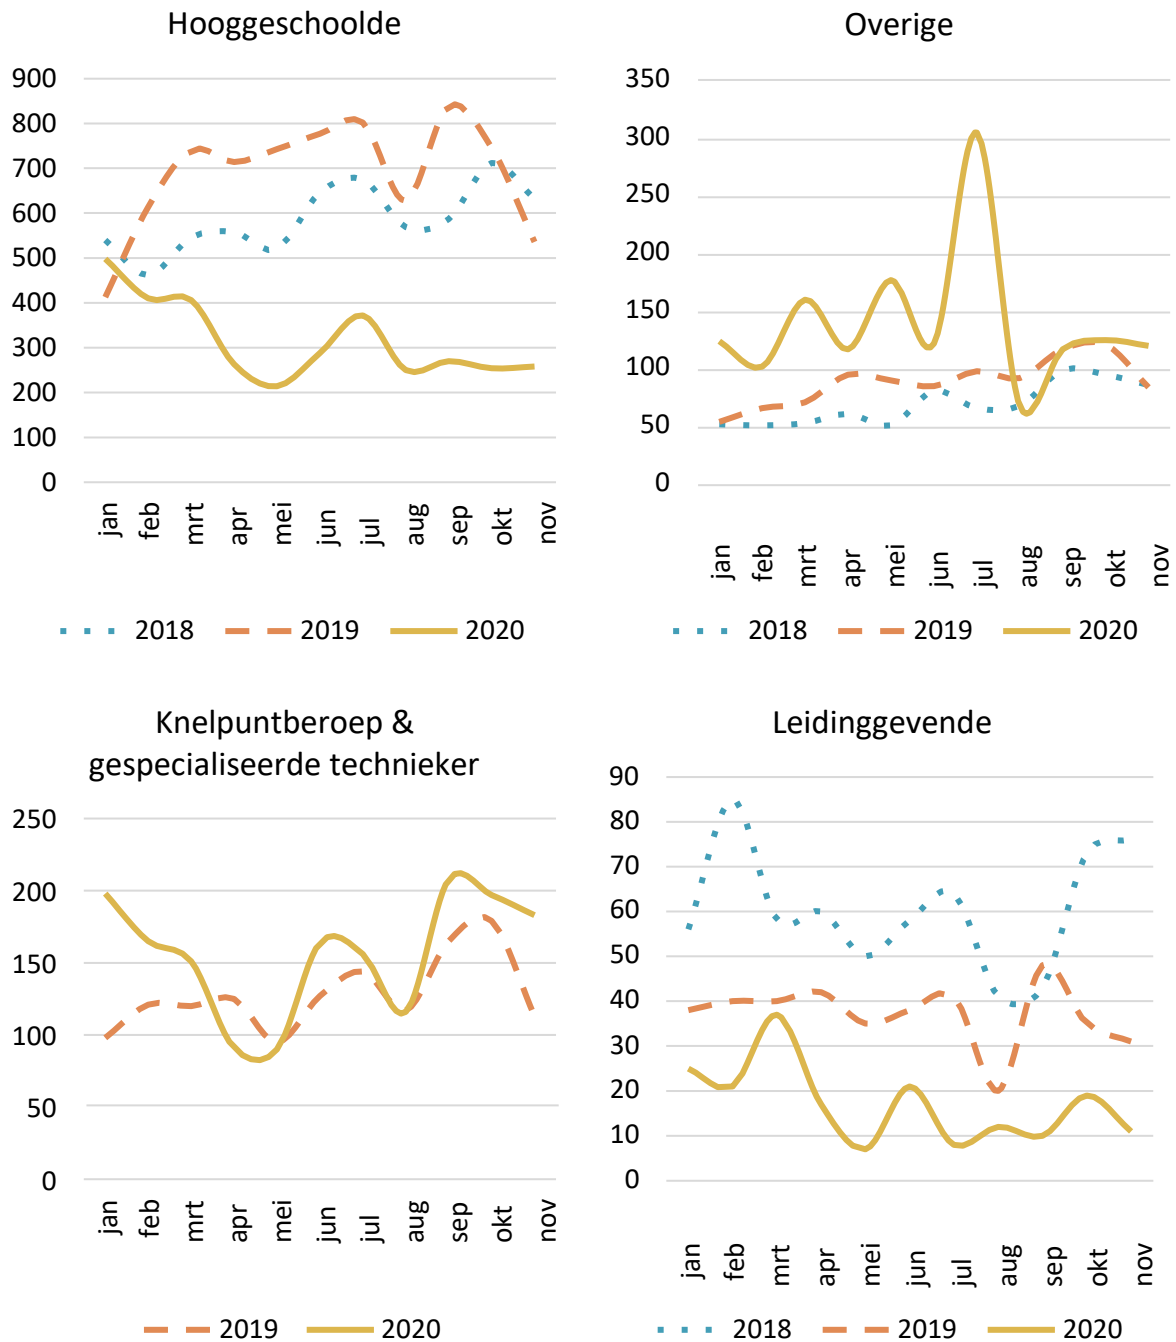 Hooggeschoolde
900
800
700
600
500
400
300
200
100
0
jan feb mrt apr mei jun jul aug sep okt nov
2018 2019 2020
Overige
350
300
250
200
150
100
50
0
jan feb mrt apr mei jun jul aug sep okt nov
2018 2019 2020
Knelpuntberoep &
gespecialiseerde technieker
250
200
150
100
50
0
jan feb mrt apr mei jun jul aug sep okt nov
2019 2020
Leidinggevende
90
80
70
60
50
40
30
20
10
0
jan feb mrt apr mei jun jul aug sep okt nov
2018 2019 2020